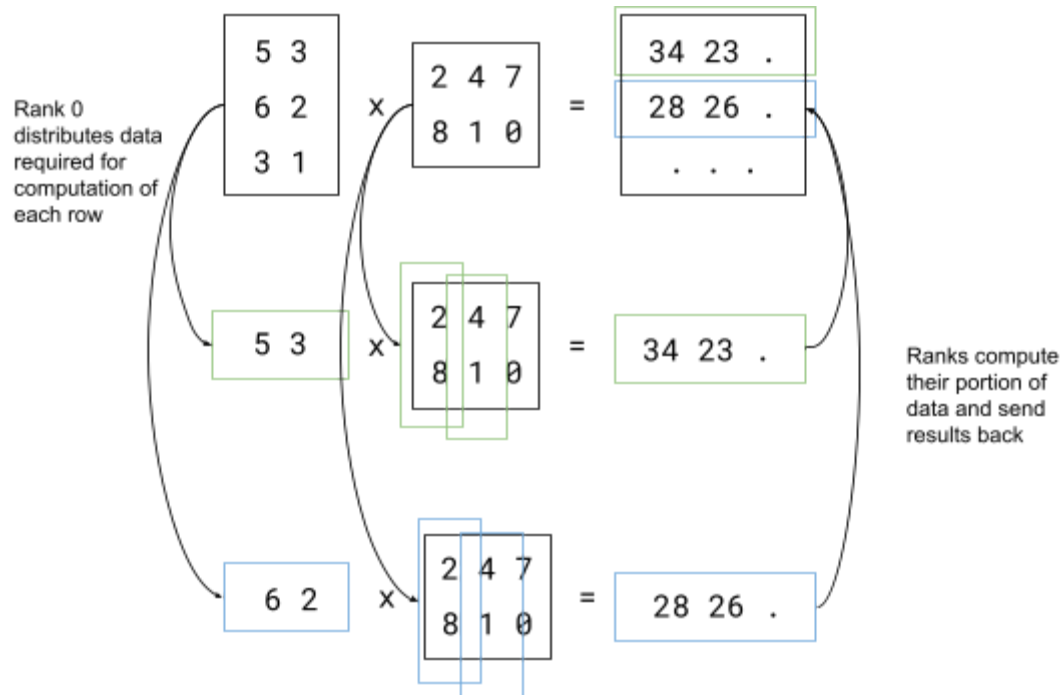 Rank 0
distributes data
required for
computation of
each row
5 3
6 2
3 1
x
2 4 7
8 1 0
=
34 23 .
28 26 .
. . .
5 3
x
2 4 7
8 1 0
=
34 23 .
Ranks compute
their portion of
data and send
results back
6 2
x
2 4 7
8 1 0
=
28 26 .